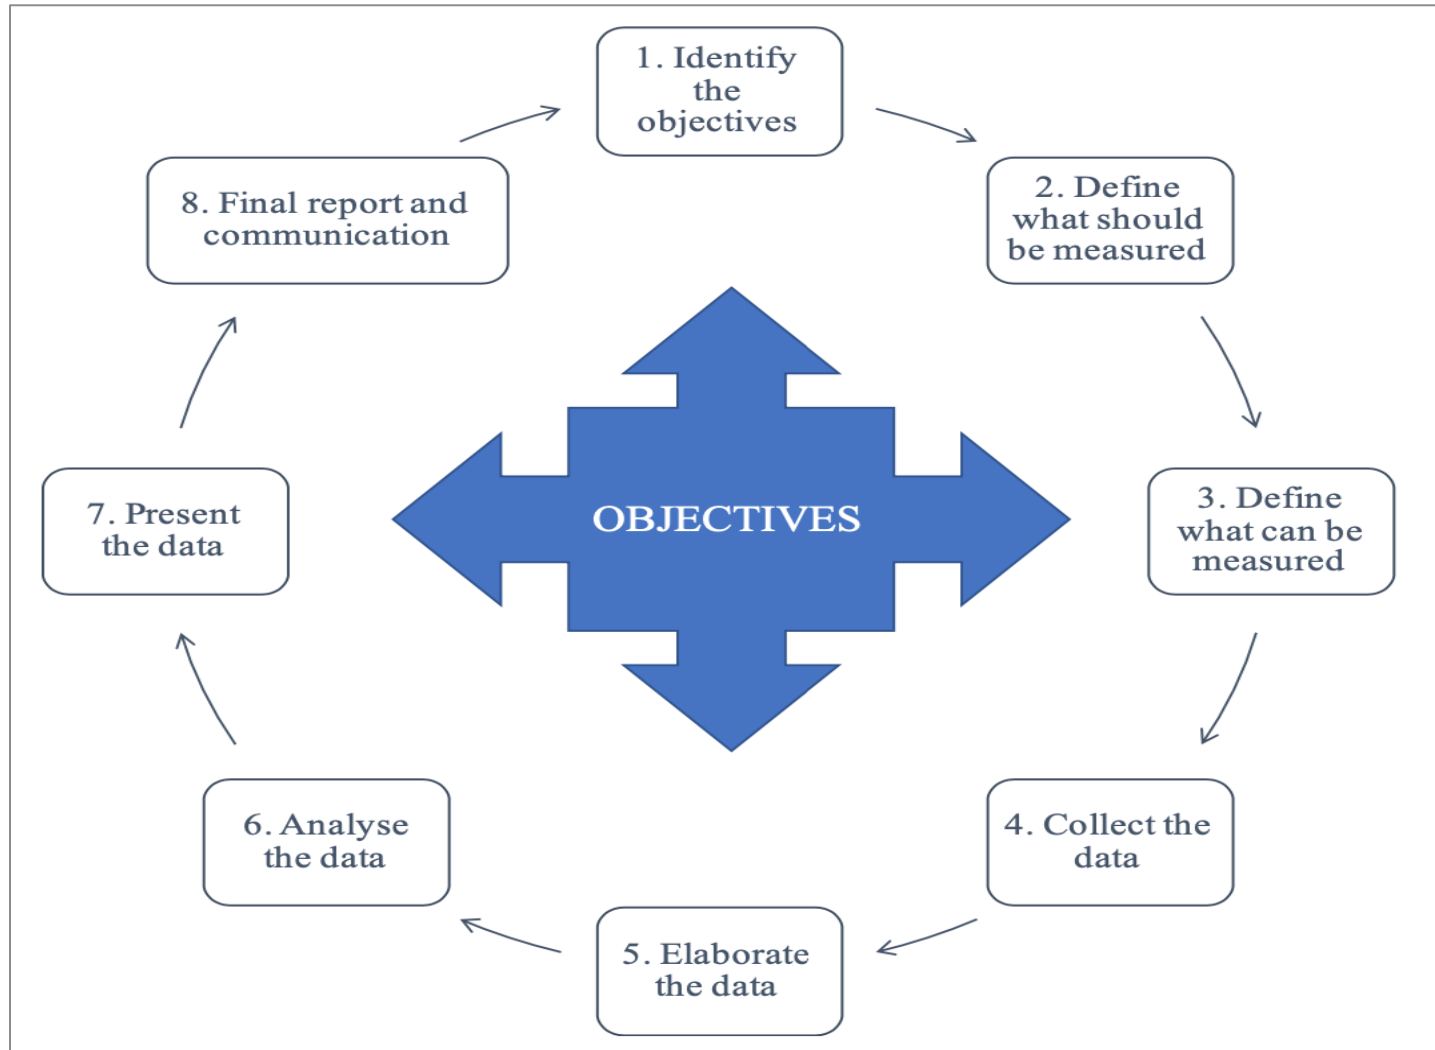 1. Identify
the
objectives
2. Define
what should
be measured
3. Define
what can be
measured
4. Collect the
data
5. Elaborate
the data
6. Analyse
the data
7. Present
the data
8. Final report and
communication
OBJECTIVES